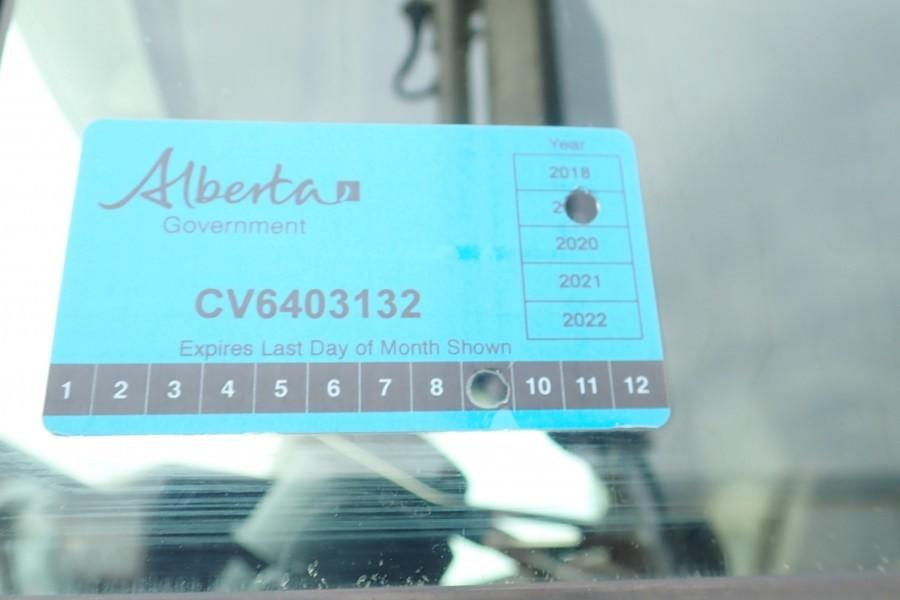 Alberta
Government
Year
2018
2
2020
2021
2022
CV6403132
Expires Last Day of Month Shown
1 2 3 4 5 6 7 8 10 11 12